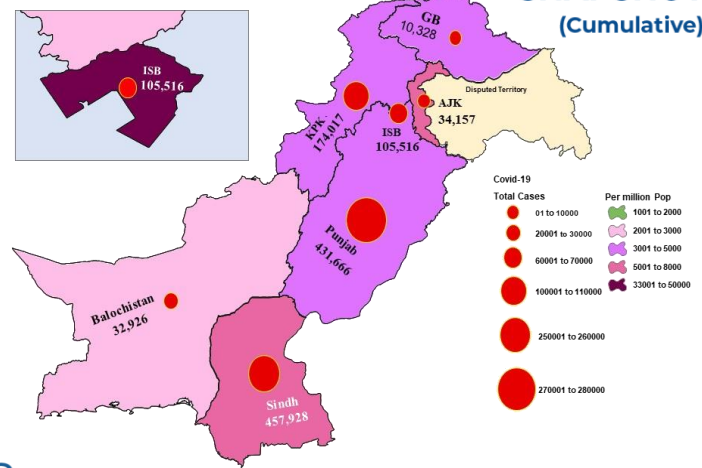 (Cumulative)
ISB
105,516
GB
10,328
KPK.
174,017
ISB
105,516
AJK
34,157
Disputed Territory
Punjab
431,666
Balochistan
32,926
Sindh
457,928
Covid-19
Total Cases
01 to 10000
20001 to 30000
60001 to 70000
100001 to 110000
250001 to 260000
270001 to 280000
Per million Pop
1001 to 2000
2001 to 3000
3001 to 5000
5001 to 8000
33001 to 50000